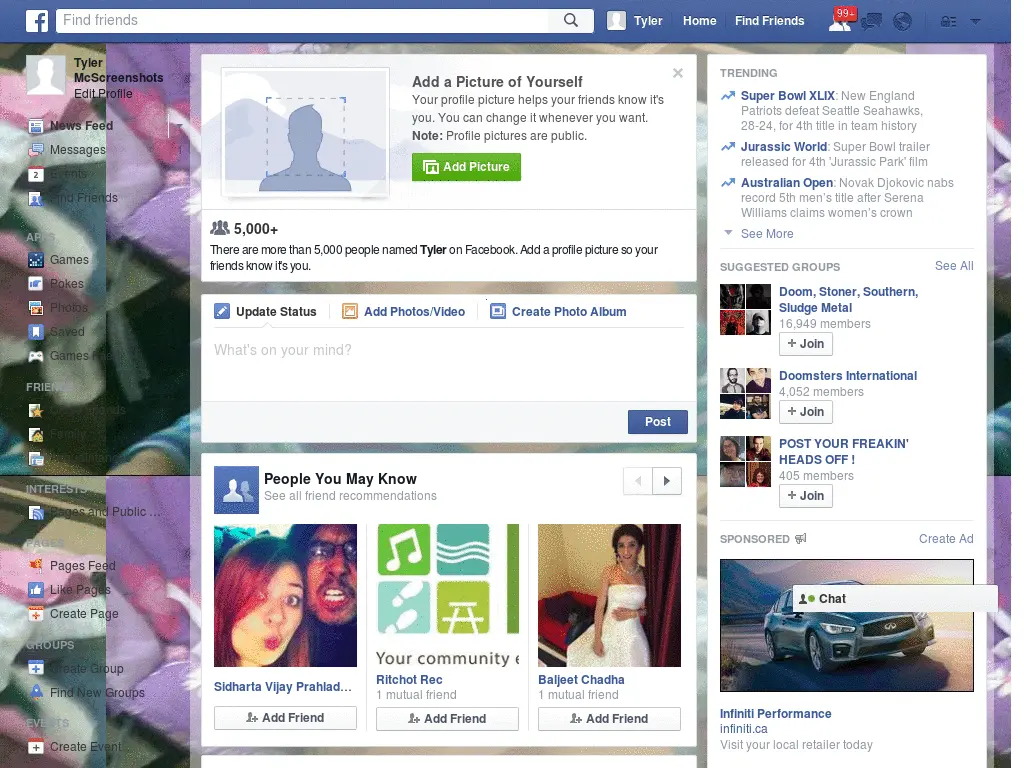 Find friends
Tyler
Home
Find Friends
99+
Tyler
McScreenshots
Edit Profile
News Feed
Messages
2
Events
Find Friends
APPS
Games
Pokes
Photos
Saved
Games Feed
FRIENDS
Family
INTERESTS
Pages and Public ...
PAGES
Pages Feed
Like Pages
Create Page
GROUPS
Create Group
Find New Groups
EVENTS
Create Event
Add a Picture of Yourself
Your profile picture helps your friends know it's
you. You can change it whenever you want.
Note: Profile pictures are public.
Add Picture
5,000+
There are more than 5,000 people named Tyler on Facebook. Add a profile picture so your
friends know it's you.
Update Status
Add Photos/Video
Create Photo Album
What's on your mind?
Post
People You May Know
See all friend recommendations
Your community e
Sidharta Vijay Prahlad...
Add Friend
Ritchot Rec
1 mutual friend
Add Friend
Baljeet Chadha
1 mutual friend
Add Friend
TRENDING
Super Bowl XLIX: New England
Patriots defeat Seattle Seahawks,
28-24, for 4th title in team history
Jurassic World: Super Bowl trailer
released for 4th 'Jurassic Park' film
Australian Open: Novak Djokovic nabs
record 5th men's title after Serena
Williams claims women's crown
See More
SUGGESTED GROUPS
See All
Doom, Stoner, Southern,
Sludge Metal
16,949 members
+ Join
Doomsters International
4,052 members
+ Join
POST YOUR FREAKIN'
HEADS OFF !
405 members
+ Join
SPONSORED
Create Ad
Chat
Infiniti Performance
infiniti.ca
Visit your local retailer today